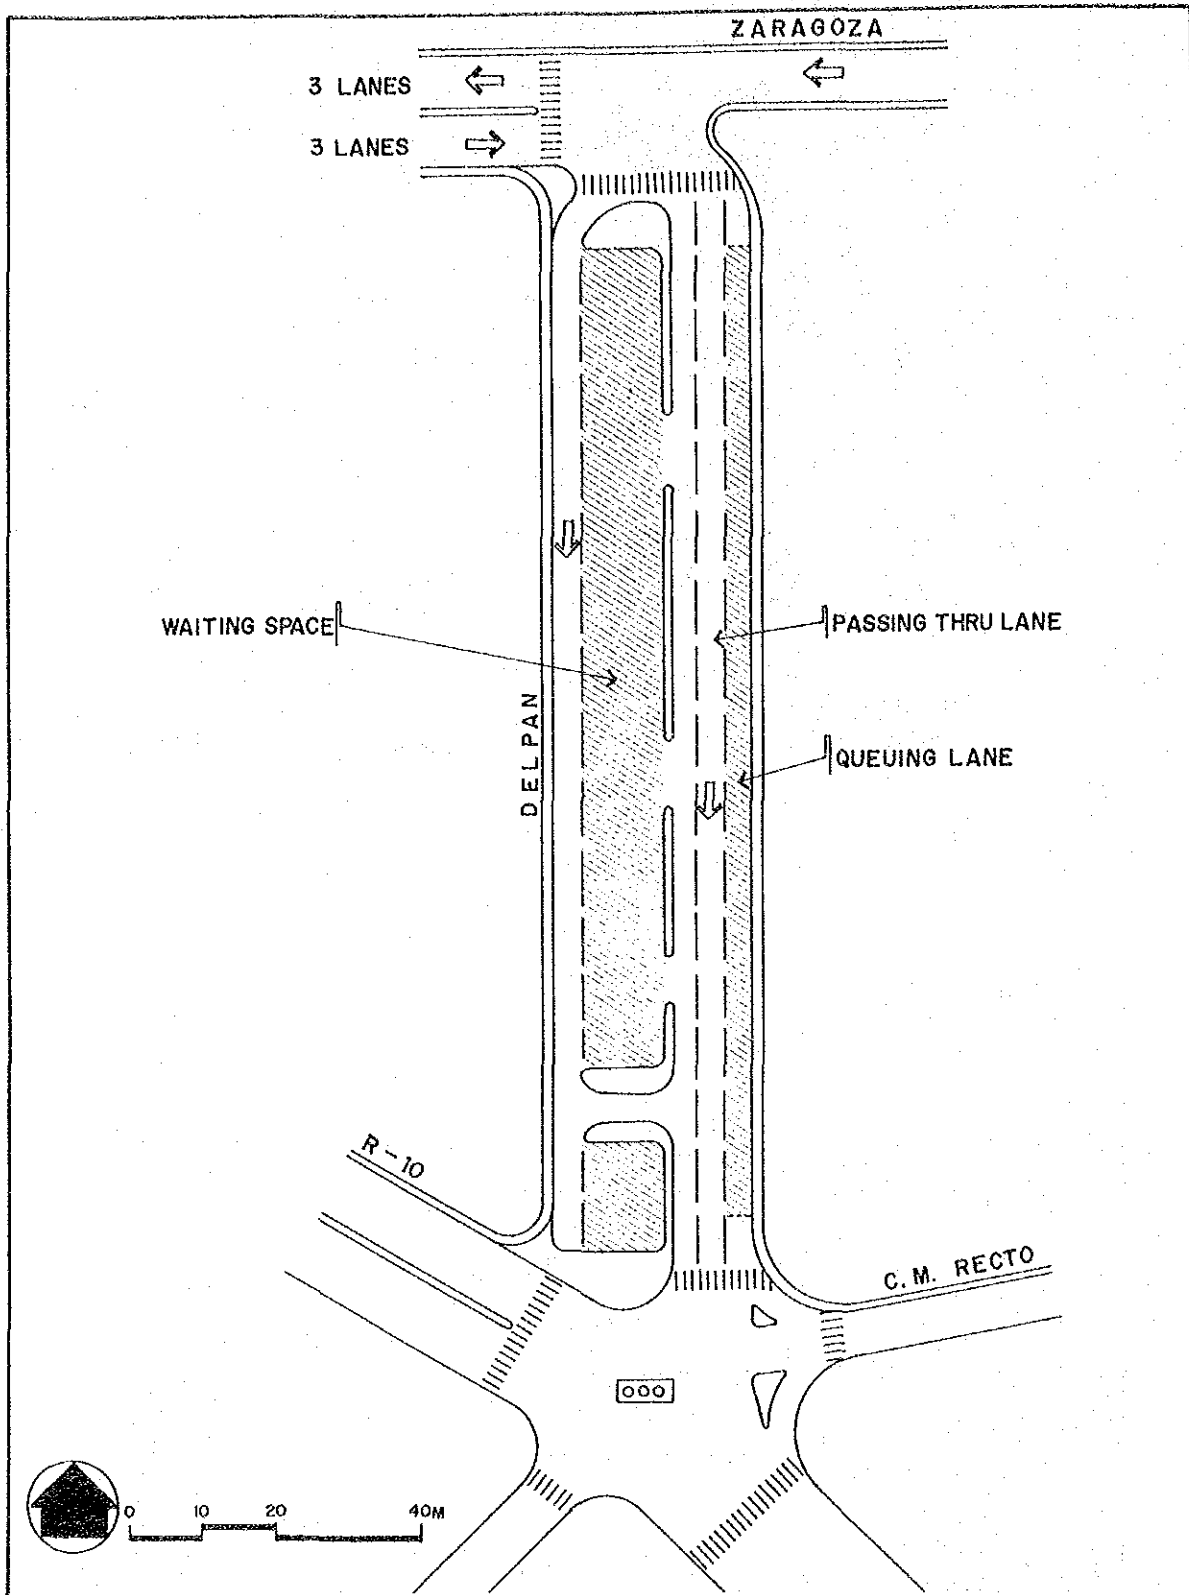 ZARAGOZA
3 LANES
3 LANES
WAITING SPACE
PASSING THRU LANE
DELPAN
QUEUING LANE
R-10
C.M. RECTO
0 10 20 40M